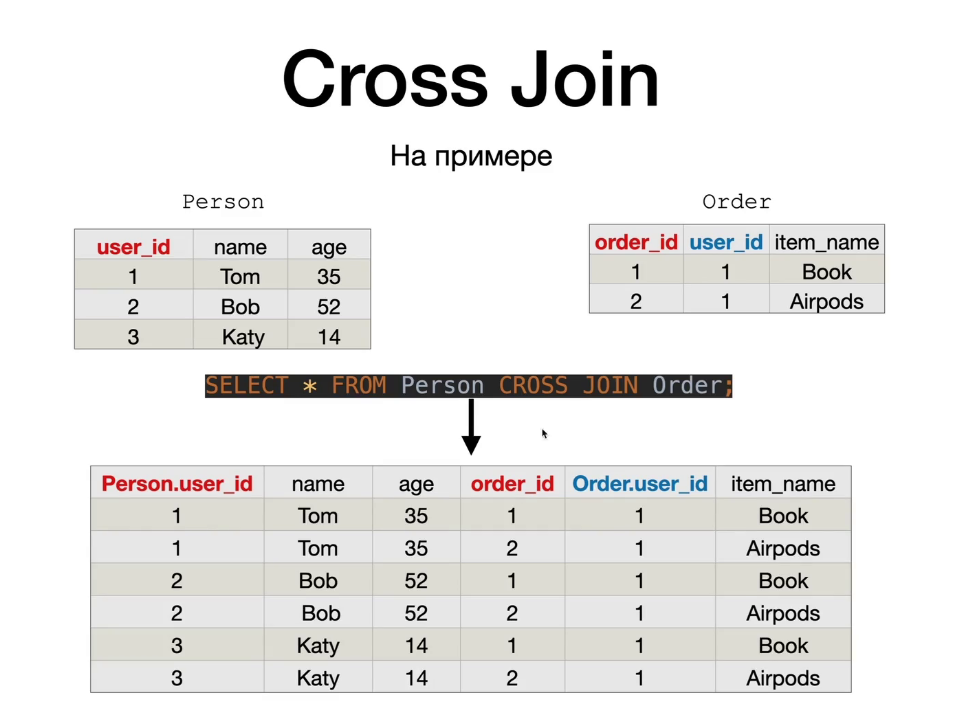 Cross Join
На примере
Person
user_id name age
1 Tom 35
2 Bob 52
3 Katy 14
Order
order_id user_id item_name
1 1 Book
2 1 Airpods
SELECT * FROM Person CROSS JOIN Order;
Person.user_id name age order_id Order.user_id item_name
1 Tom 35 1 1 Book
1 Tom 35 2 1 Airpods
2 Bob 52 1 1 Book
2 Bob 52 2 1 Airpods
3 Katy 14 1 1 Book
3 Katy 14 2 1 Airpods